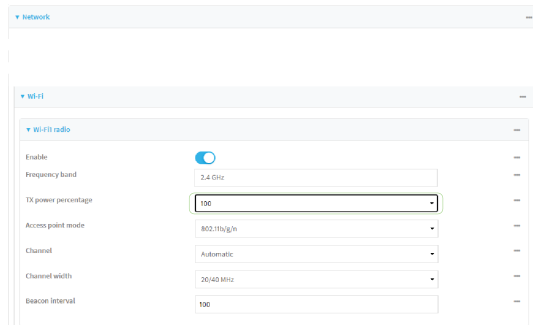 Network
Wi-Fi
Wi-Fi1 radio
Enable
Frequency band
2.4 GHz
TX power percentage
100
Access point mode
802.11b/g/n
Channel
Automatic
Channel width
20/40 MHz
Beacon interval
100